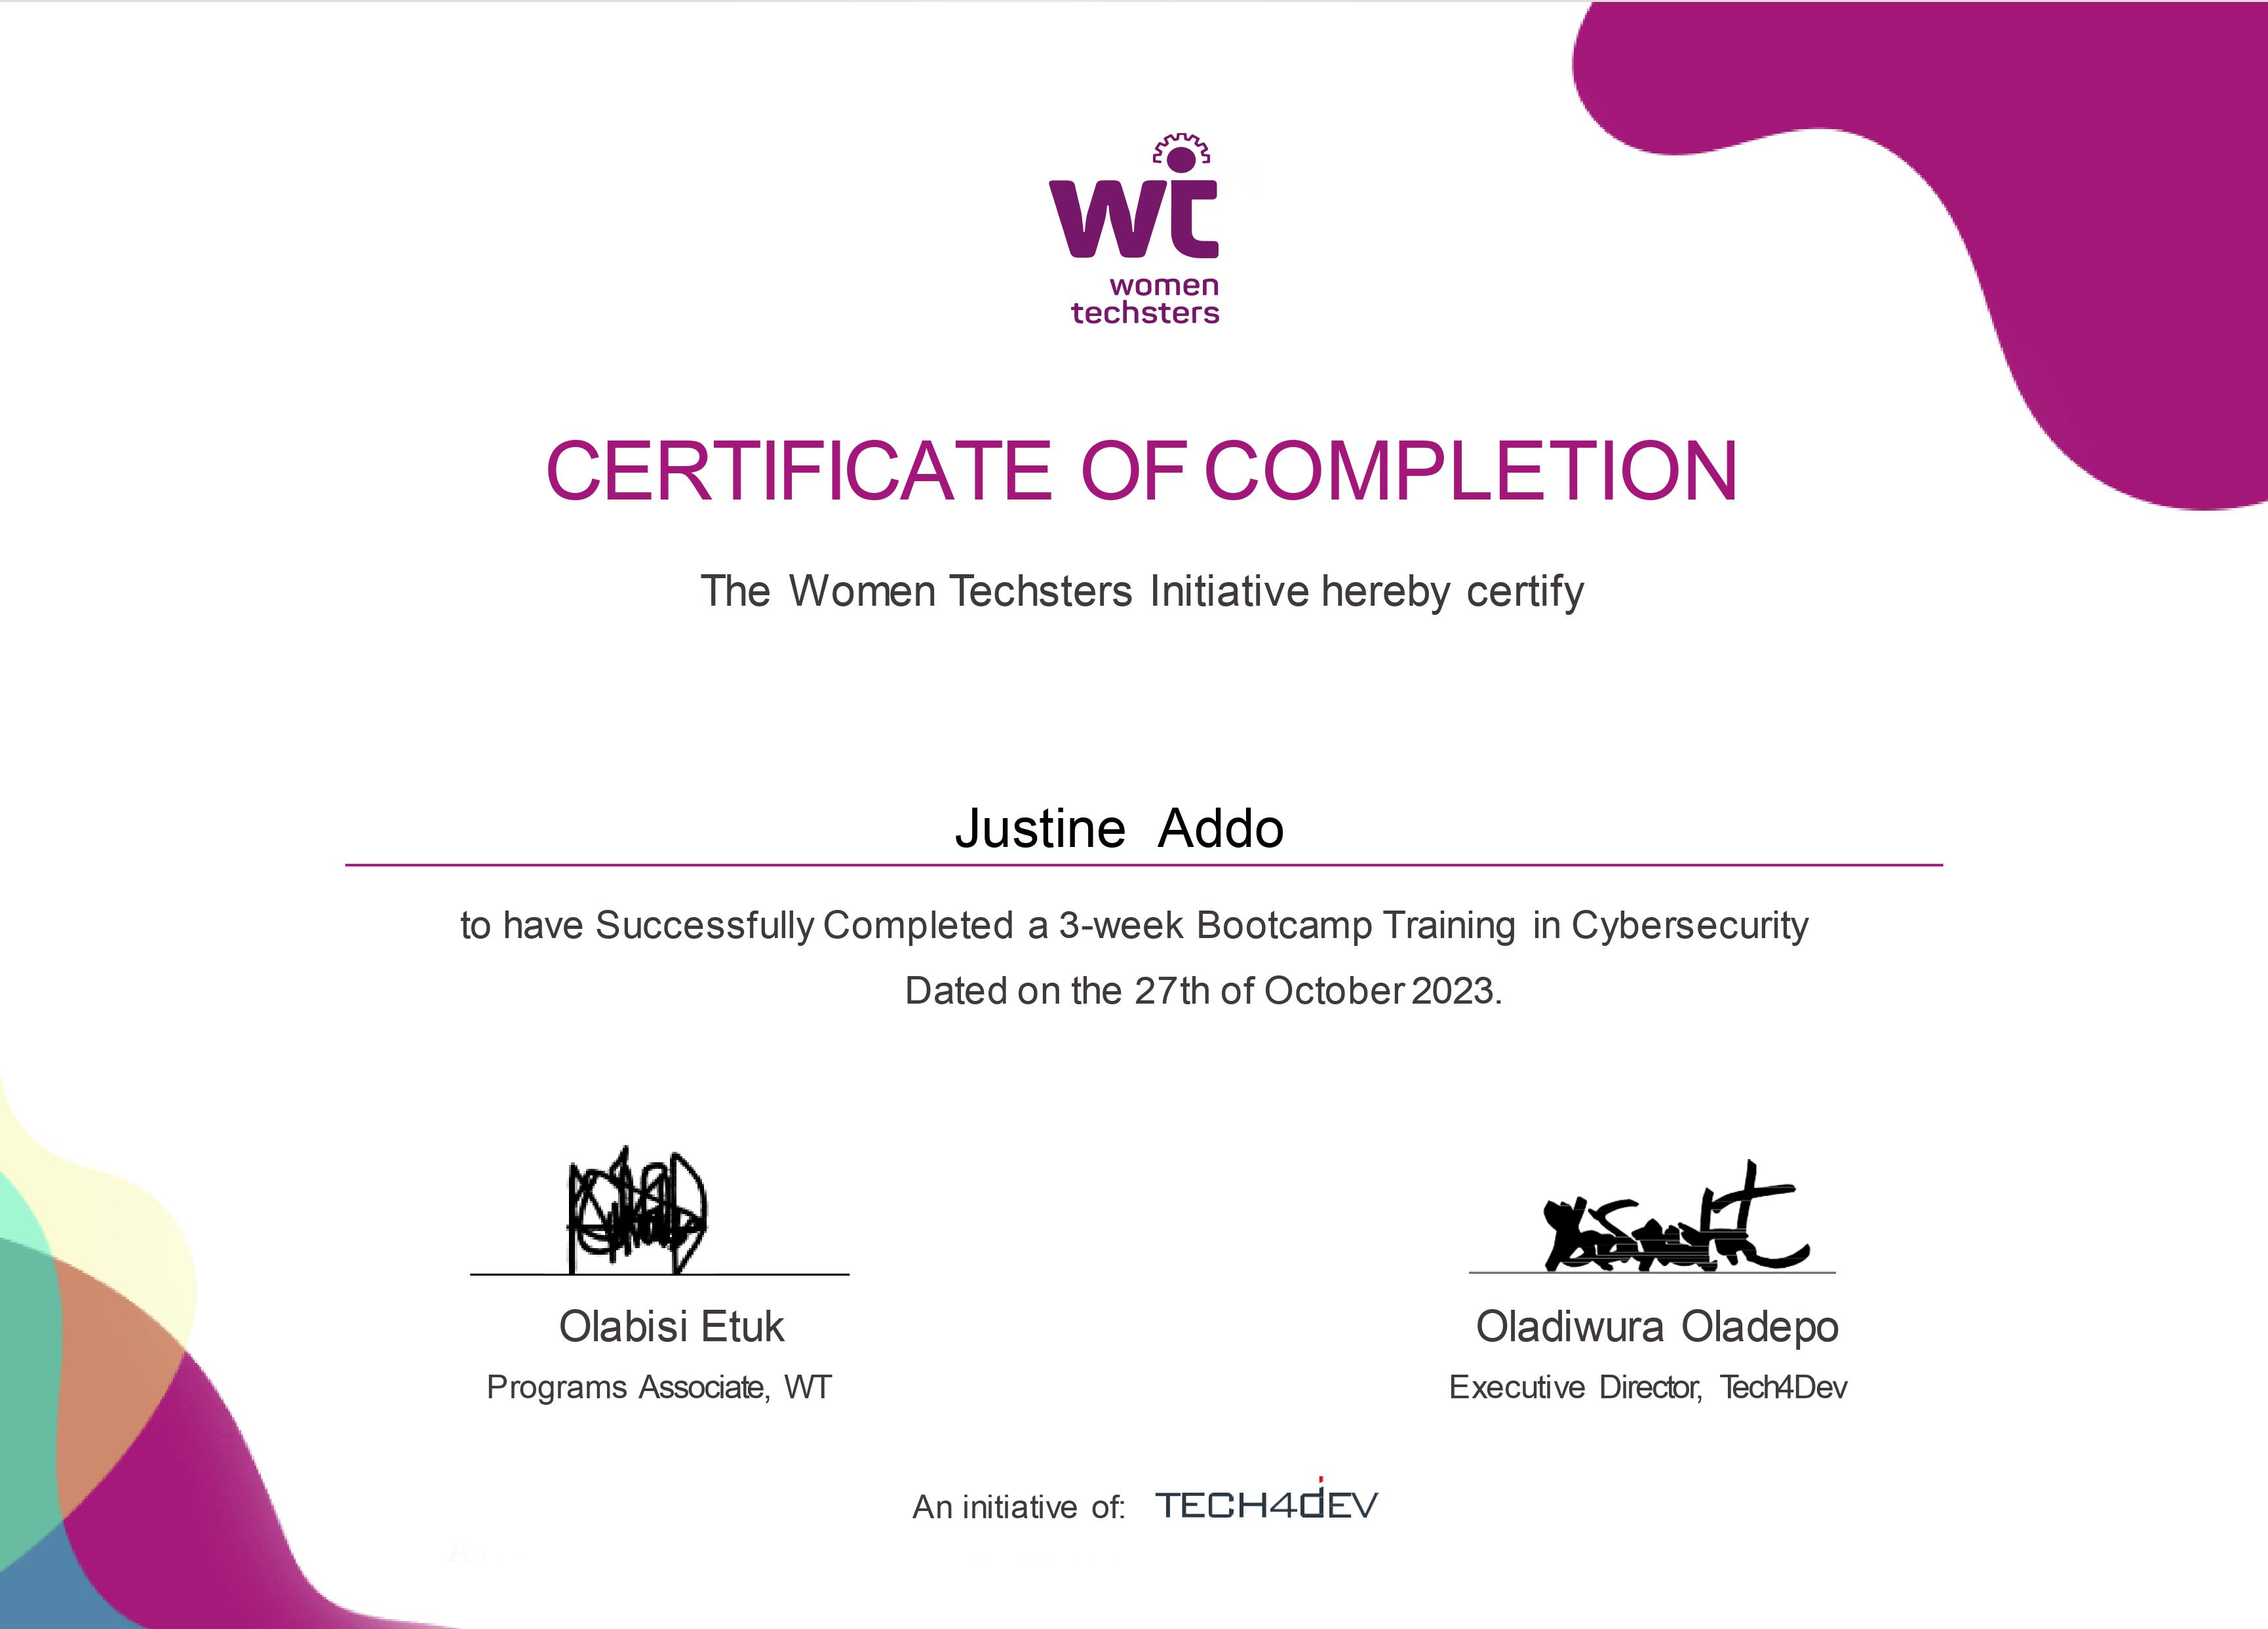 wt
women
techsters
CERTIFICATE OF COMPLETION
The Women Techsters Initiative hereby certify
Justine Addo
to have Successfully Completed a 3-week Bootcamp Training in Cybersecurity
Dated on the 27th of October 2023.
Olabisi Etuk
Oladiwura Oladepo
Programs Associate, WT
Executive Director, Tech4Dev
An initiative of: TECH4dEV